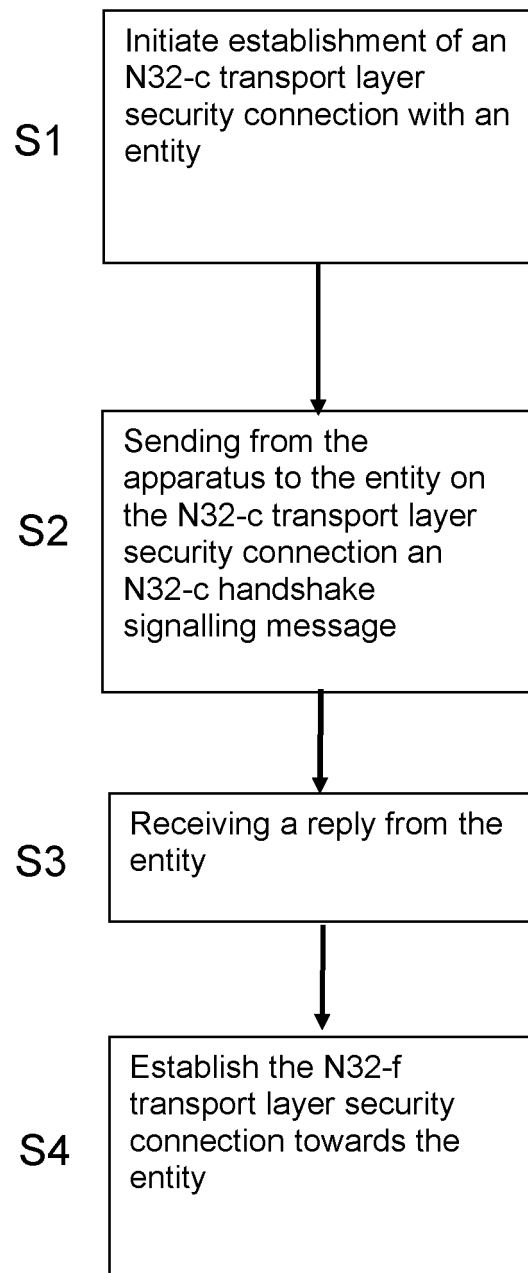 S1
Initiate establishment of an
N32-c transport layer
security connection with an
entity
S2
Sending from the
apparatus to the entity on
the N32-c transport layer
security connection an
N32-c handshake
signalling message
S3
Receiving a reply from the
entity
S4
Establish the N32-f
transport layer security
connection towards the
entity